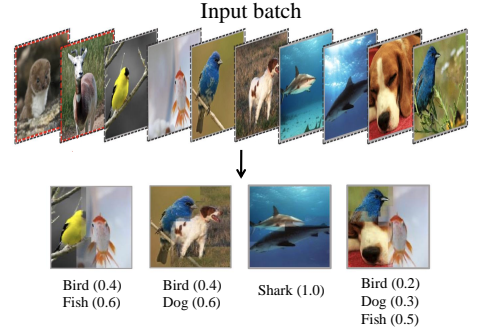 Input batch
Bird (0.4)
Fish (0.6)
Bird (0.4)
Dog (0.6)
Shark (1.0)
Bird (0.2)
Dog (0.3)
Fish (0.5)